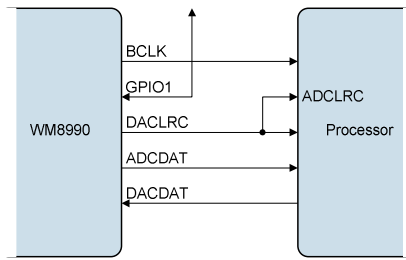 BCLK
GPIO1
ADCLRC
DACLRC
WM8990
Processor
ADCDAT
DACDAT